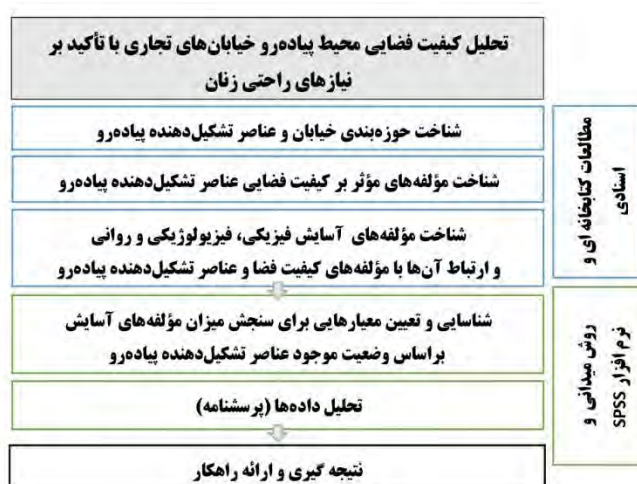 تحلیل کیفیت فضایی محیط پیاده‌رو خیابان‌های تجاری با تأکید بر
نیازهای راحتی زنان
شناخت حوزه‌بندی خیابان و عناصر تشکیل‌دهنده پیاده‌رو
شناخت مؤلفه‌های مؤثر بر کیفیت فضایی عناصر تشکیل‌دهنده پیاده‌رو
شناخت مؤلفه‌های آسایش فیزیکی، فیزیولوژیکی و روانی
و ارتباط آن‌ها با مؤلفه‌های کیفیت فضا و عناصر تشکیل‌دهنده پیاده‌رو
مطالعات کتابخانه ای و
اسنادی
شناسایی و تعیین معیارهایی برای سنجش میزان مؤلفه‌های آسایش
براساس وضعیت موجود عناصر تشکیل‌دهنده پیاده‌رو
تحلیل داده‌ها (پرسشنامه)
روش میدانی و
نرم افزار SPSS
نتیجه گیری و ارائه راهکار